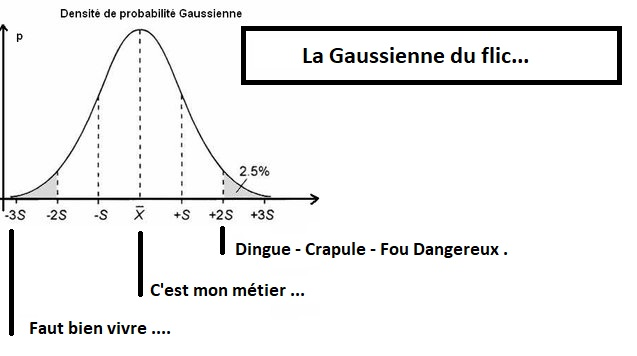 Densité de probabilité Gaussienne
La Gaussienne du flic...
p
2.5%
-3S -2S -S X̅ +S +2S +3S
Dingue - Crapule - Fou Dangereux .
C'est mon métier ...
Faut bien vivre ....